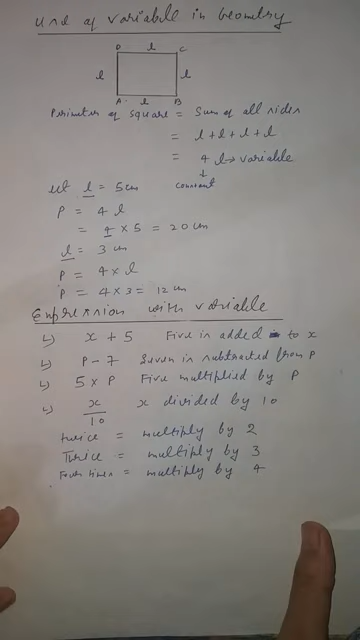 Use of variable in Geometry
D l C
l l
A l B
Perimeter of square = Sum of all sides
= l + l + l + l
= 4 l → variable
↓
constant
let l = 5 cm
P = 4 l
= 4 × 5 = 20 cm
l = 3 cm
P = 4 × l
P = 4 × 3 = 12 cm
Expression with variable
↳ x + 5 Five is added to x
↳ P - 7 Seven is subtracted from P
↳ 5 × P Five multiplied by P
↳ x/10 x divided by 10
twice = multiply by 2
Thrice = multiply by 3
Four times = multiply by 4